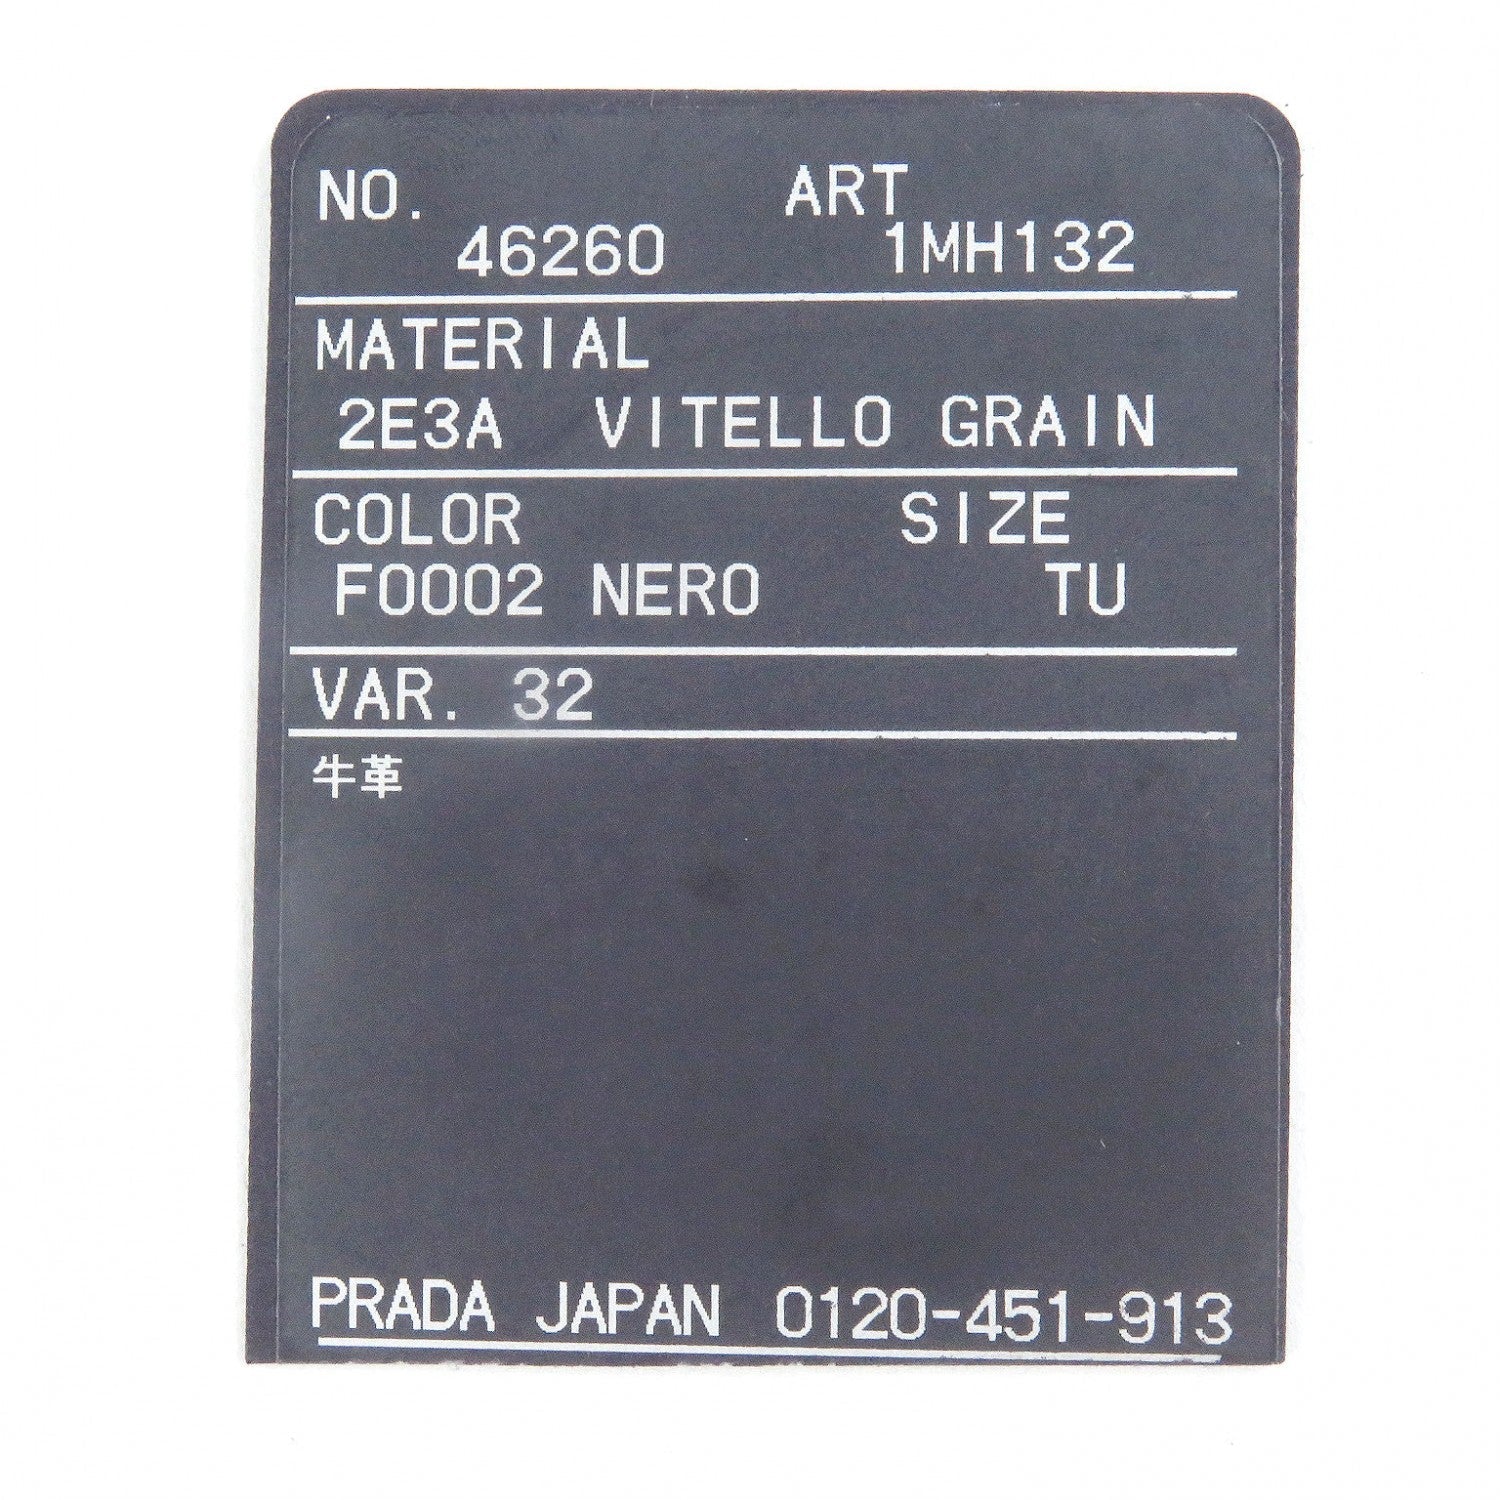 NO. ART
46260 1MH132
MATERIAL
2E3A VITELLO GRAIN
COLOR SIZE
F0002 NERO TU
VAR. 32
牛革
PRADA JAPAN 0120-451-913